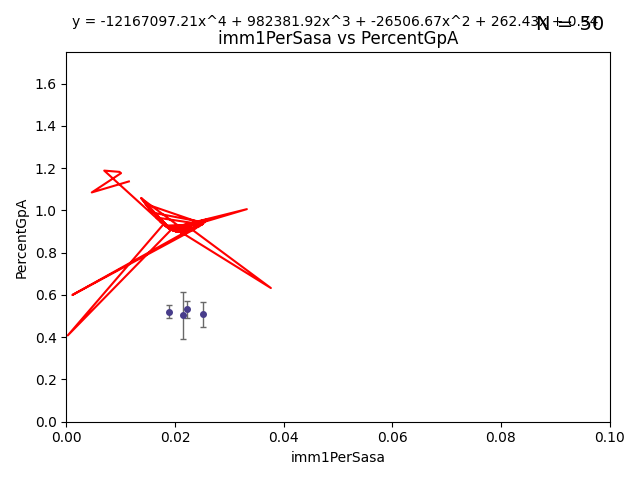 y = -12167097.21x^4 + 982381.92x^3 + -26506.67x^2 + 262.43x +
N = 50
imm1PerSasa vs PercentGpA
1.6
1.4
1.2
1.0
0.8
0.6
0.4
0.2
0.0
PercentGpA
0.00 0.02 0.04 0.06 0.08 0.10
imm1PerSasa